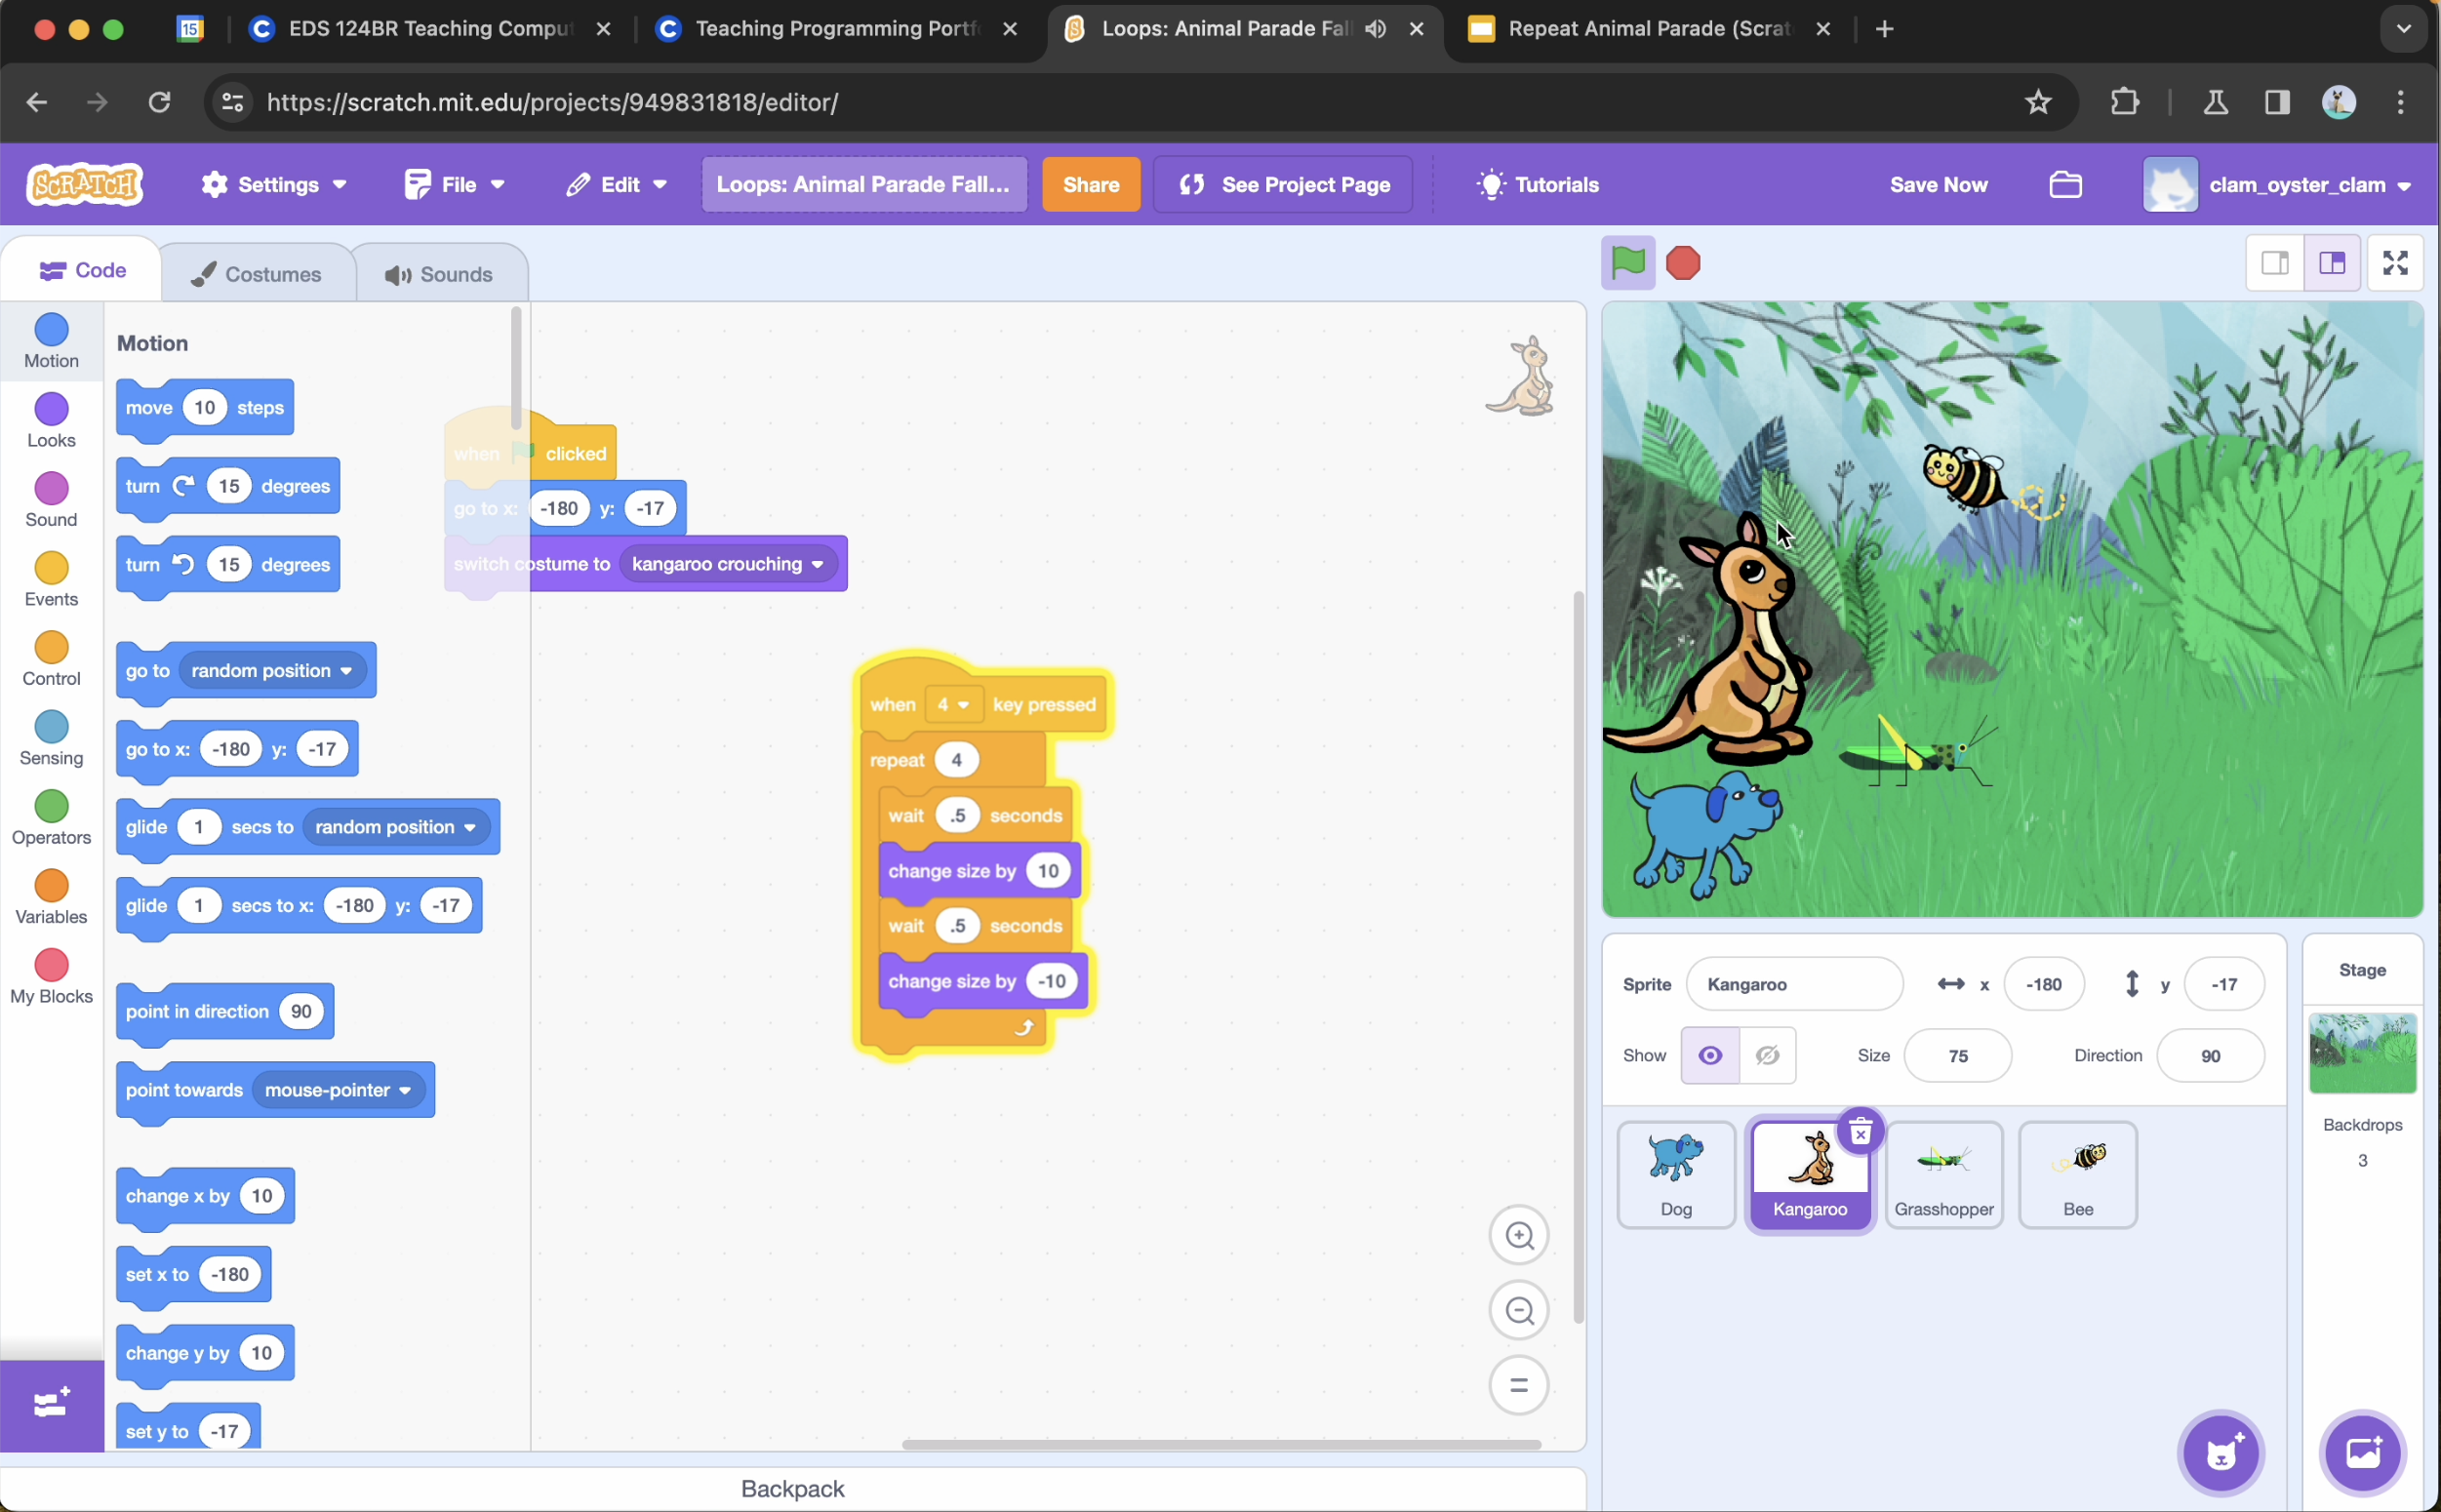 15
EDS 124BR Teaching Comput
Teaching Programming Portf
Loops: Animal Parade Fall
Repeat Animal Parade (Scrat
https://scratch.mit.edu/projects/949831818/editor/
SCRATCH
Settings
File
Edit
Loops: Animal Parade Fall...
Share
See Project Page
Tutorials
Save Now
clam_oyster_clam
Code
Costumes
Sounds
Motion
Looks
Sound
Events
Control
Sensing
Operators
Variables
My Blocks
Motion
move 10 steps
turn 15 degrees
turn 15 degrees
go to random position
go to x: -180 y: -17
glide 1 secs to random position
glide 1 secs to x: -180 y: -17
point in direction 90
point towards mouse-pointer
change x by 10
set x to -180
change y by 10
set y to -17
when clicked
go to x: -180 y: -17
switch costume to kangaroo crouching
when 4 key pressed
repeat 4
wait .5 seconds
change size by 10
wait .5 seconds
change size by -10
Backpack
Sprite Kangaroo x -180 y -17
Show Size 75 Direction 90
Dog
Kangaroo
Grasshopper
Bee
Stage
Backdrops
3